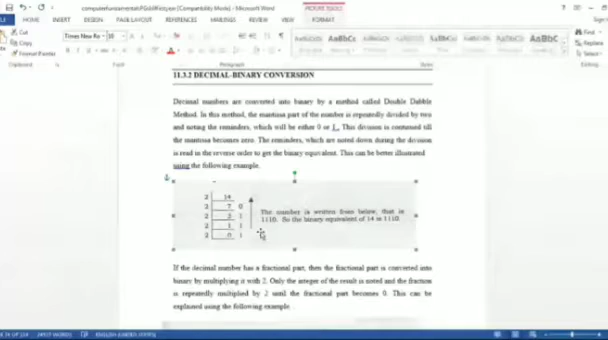 computerfundamentalsPGoldRect.pee [Compatibility Mode] - Microsoft Word
PICTURE TOOLS
HOME INSERT DESIGN PAGE LAYOUT REFERENCES MAILINGS REVIEW VIEW FORMAT
Cut
Copy
Format Painter
Times New Ro
Find
Replace
Select
Clipboard Font Paragraph Styles Editing
11.3.2 DECIMAL-BINARY CONVERSION
Decimal numbers are converted into binary by a method called Double Dabble
Method. In this method, the mantissa part of the number is repeatedly divided by two
and noting the reminders, which will be either 0 or 1. This division is continued till
the mantissa becomes zero. The reminders, which are noted down during the division
is read in the reverse order to get the binary equivalent. This can be better illustrated
using the following example.
2 14
2 7 0
2 3 1
2 1 1
2 0 1
The number is written from below, that is
1110. So the binary equivalent of 14 is 1110.
If the decimal number has a fractional part, then the fractional part is converted into
binary by multiplying it with 2. Only the integer of the result is noted and the fraction
is repeatedly multiplied by 2 until the fractional part becomes 0. This can be
explained using the following example